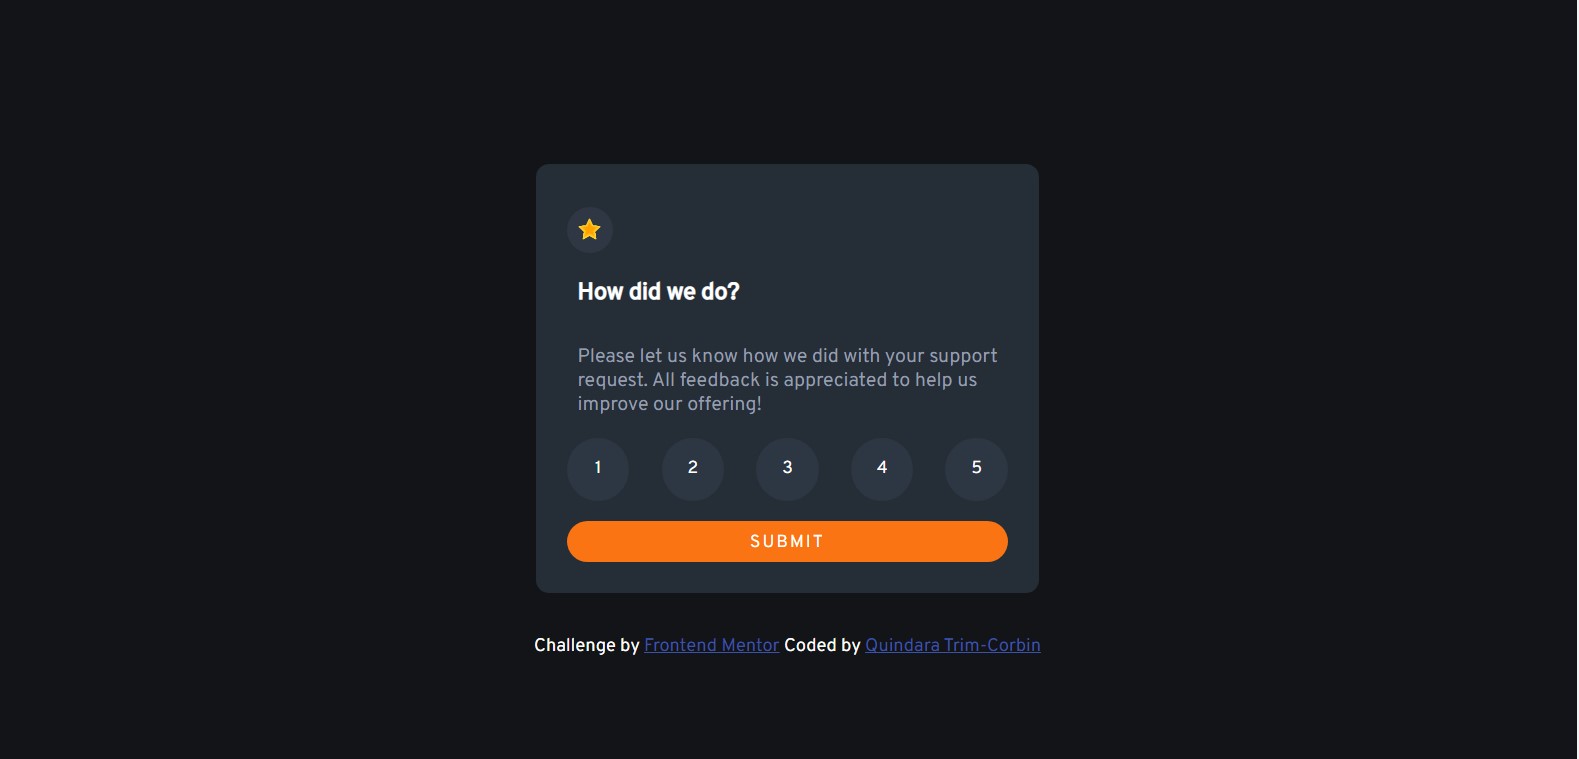 How did we do?
Please let us know how we did with your support
request. All feedback is appreciated to help us
improve our offering!
1 2 3 4 5
SUBMIT
Challenge by Frontend Mentor Coded by Quindara Trim-Corbin